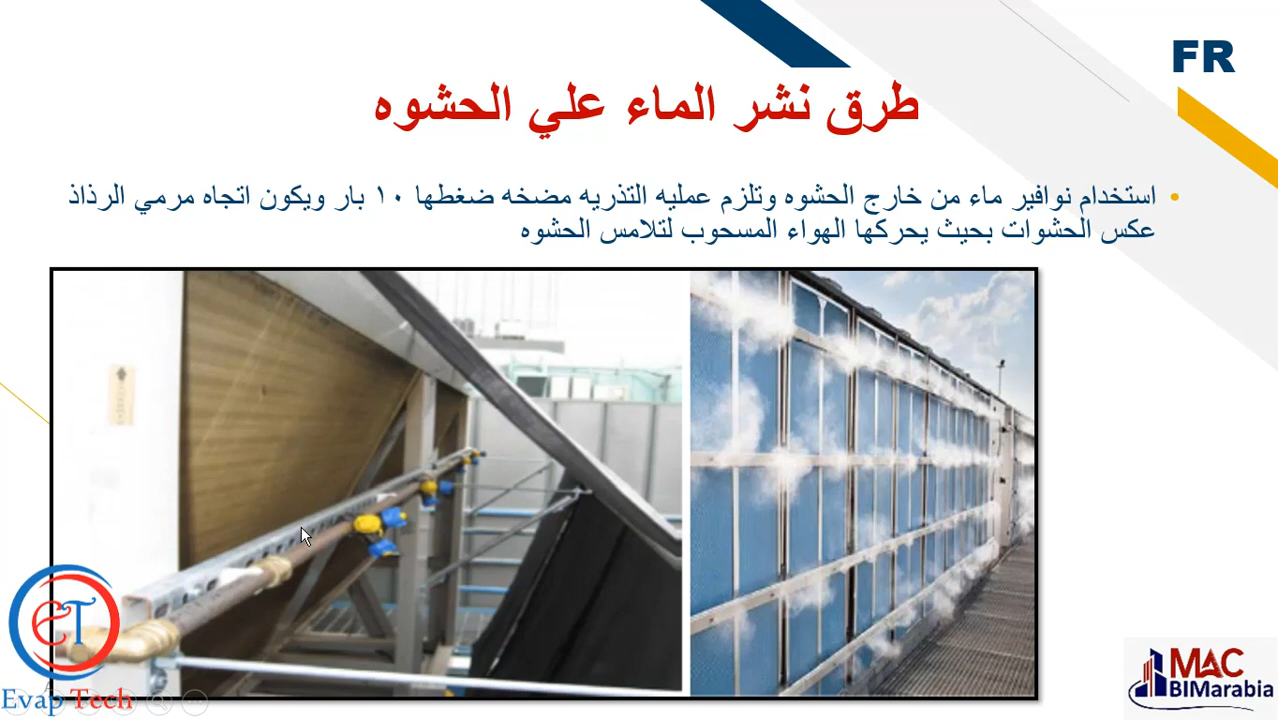 FR
طرق نشر الماء علي الحشوه
استخدام نوافير ماء من خارج الحشوه وتلزم عمليه التذريه مضخه ضغطها ١٠ بار ويكون اتجاه مرمي الرذاذ
عكس الحشوات بحيث يحركها الهواء المسحوب لتلامس الحشوه
ET
Evap Tech
MAC
BIMarabia